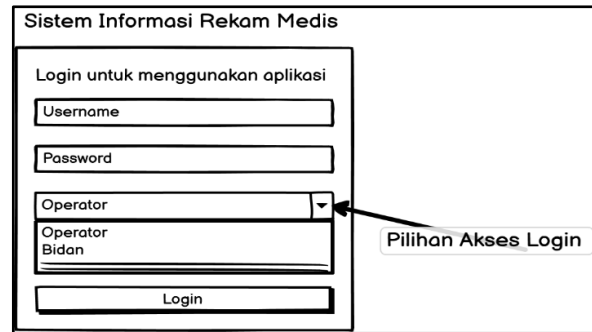 Sistem Informasi Rekam Medis
Login untuk menggunakan aplikasi
Username
Password
Operator
Operator
Bidan
Login
Pilihan Akses Login